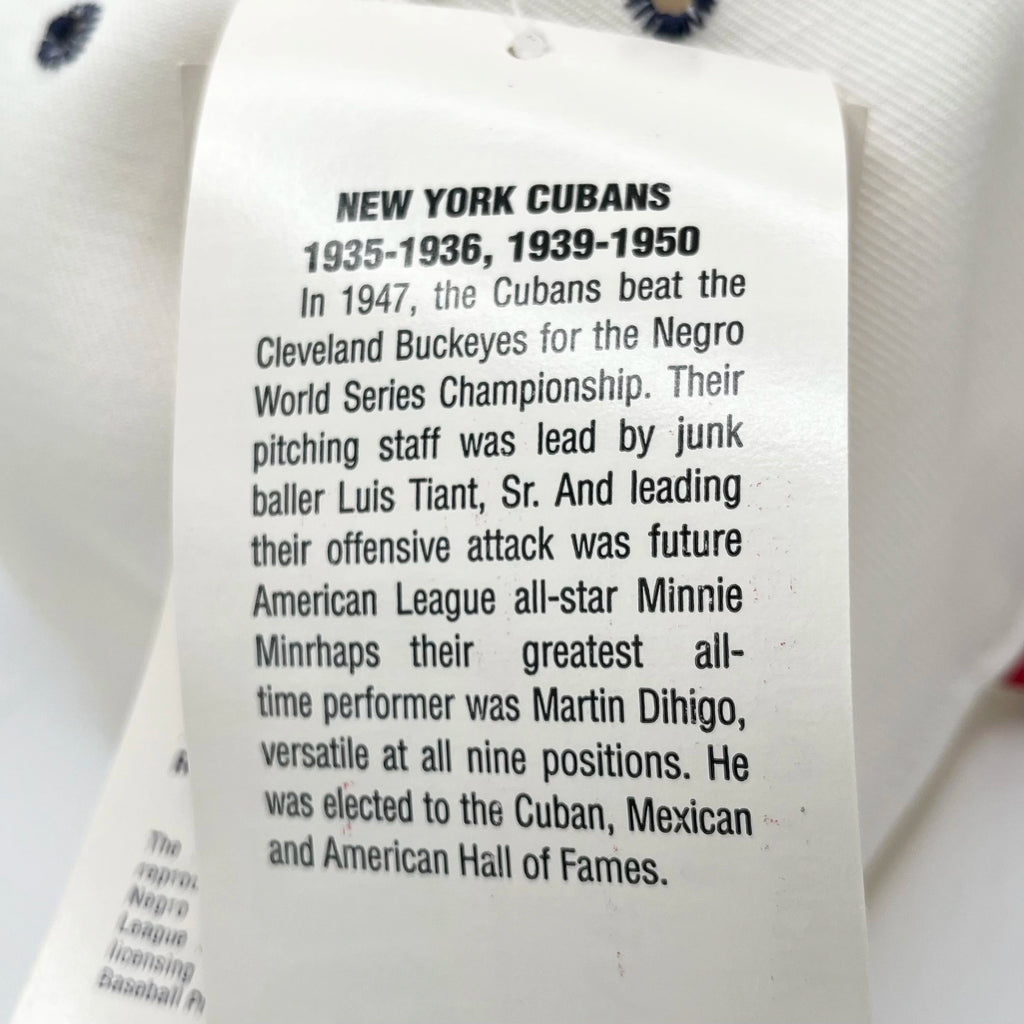 NEW YORK CUBANS
1935-1936, 1939-1950
In 1947, the Cubans beat the
Cleveland Buckeyes for the Negro
World Series Championship. Their
pitching staff was lead by junk
baller Luis Tiant, Sr. And leading
their offensive attack was future
American League all-star Minnie
Minrhaps their greatest all-
time performer was Martin Dihigo,
versatile at all nine positions. He
was elected to the Cuban, Mexican
and American Hall of Fames.
The
Negro
League
licensing
Baseball